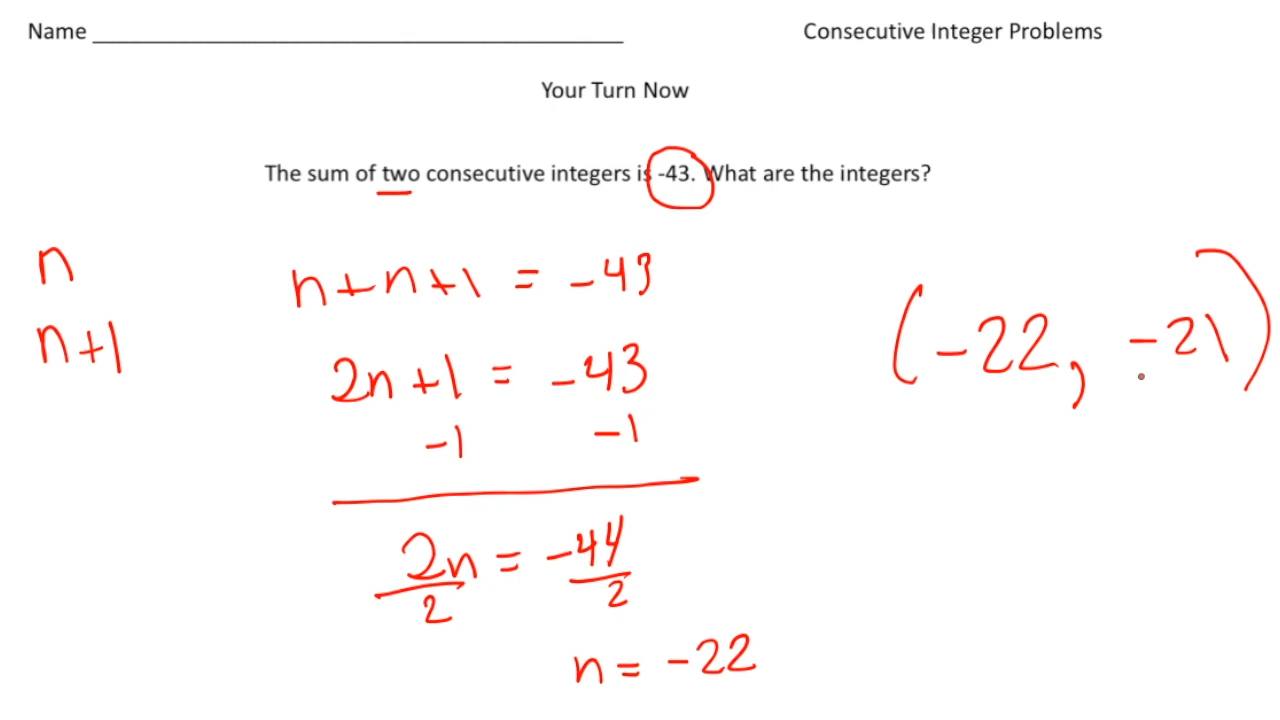 Name ____________________ Consecutive Integer Problems
Your Turn Now
The sum of two consecutive integers is -43. What are the integers?
n
n+1
n+n+1 = -43
2n+1 = -43
-1 -1
2n = -44
2 2
n = -22
(-22, -21)